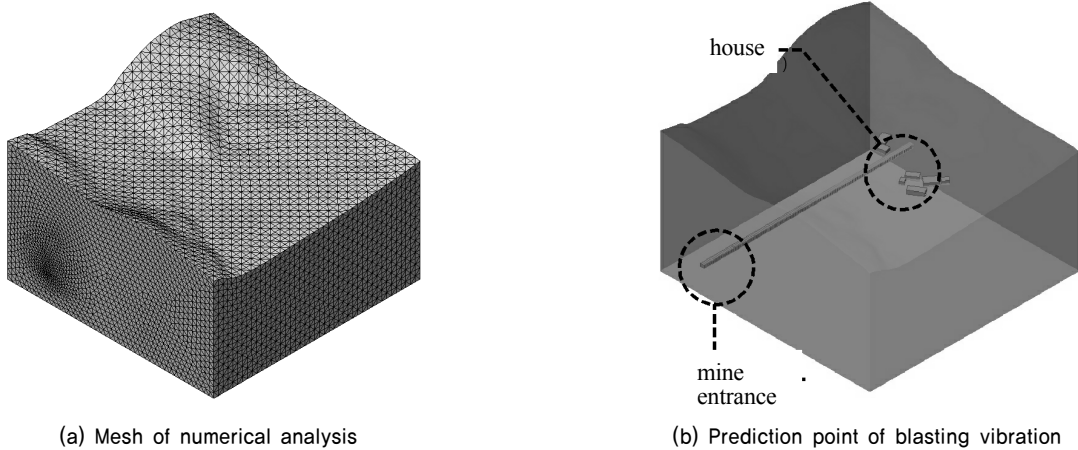 house
mine
entrance
(a) Mesh of numerical analysis
(b) Prediction point of blasting vibration